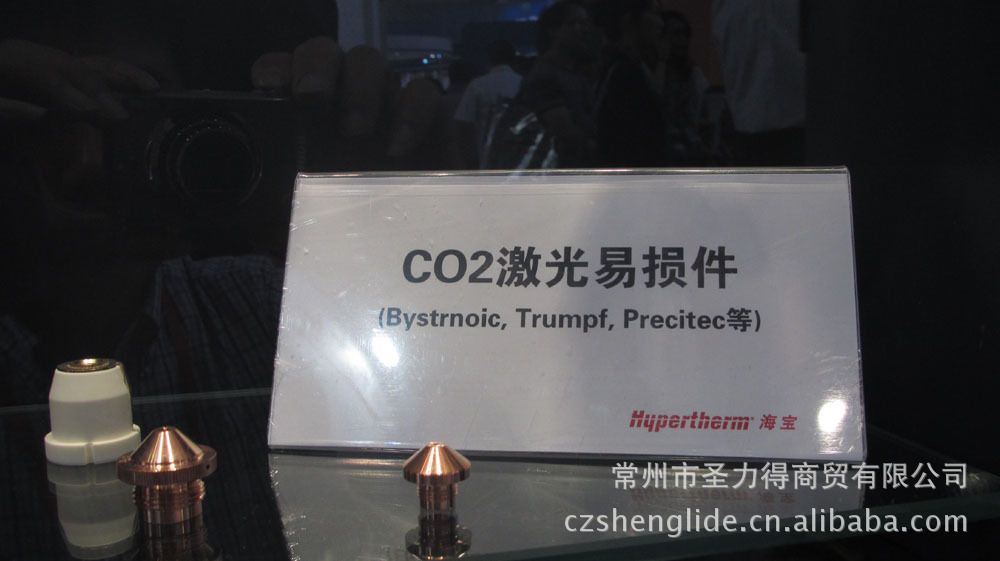 CO2激光易损件
(Bystrnoic, Trumpf, Precitec等)
Hypertherm 海宝
常州市圣力得商贸有限公司
czshenglide.cn.alibaba.com